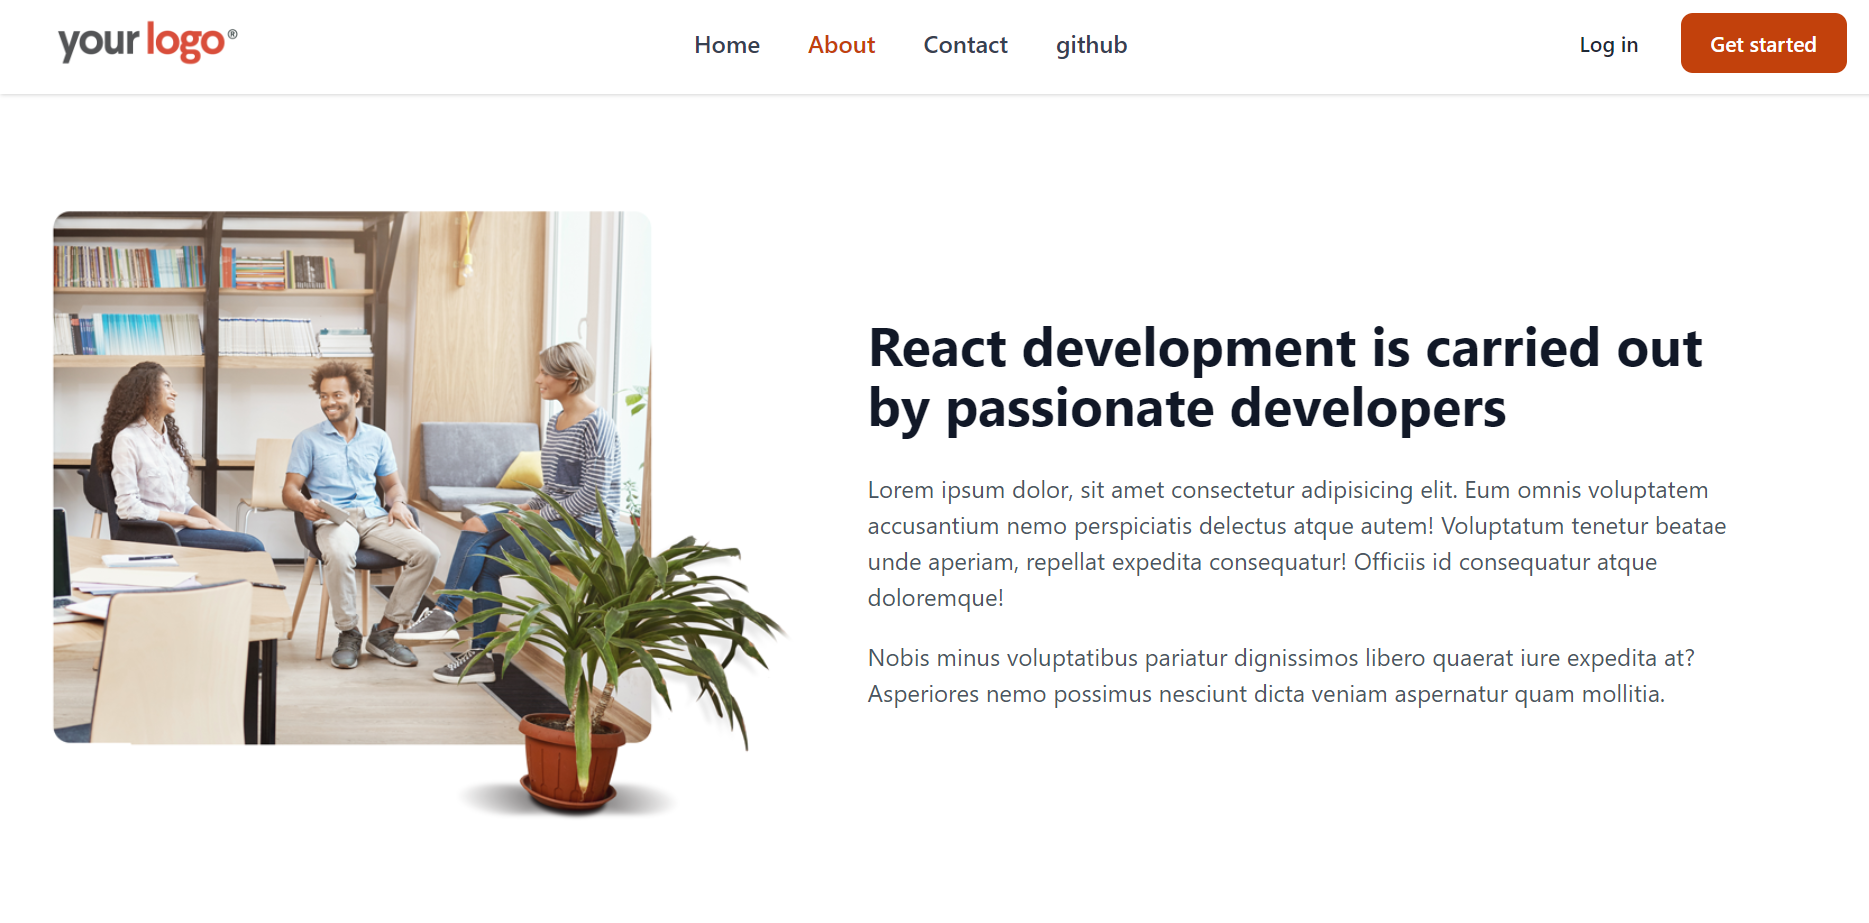 your logo®
Home About Contact github
Log in Get started
React development is carried out
by passionate developers
Lorem ipsum dolor, sit amet consectetur adipisicing elit. Eum omnis voluptatem
accusantium nemo perspiciatis delectus atque autem! Voluptatum tenetur beatae
unde aperiam, repellat expedita consequatur! Officiis id consequatur atque
doloremque!
Nobis minus voluptatibus pariatur dignissimos libero quaerat iure expedita at?
Asperiores nemo possimus nesciunt dicta veniam aspernatur quam mollitia.